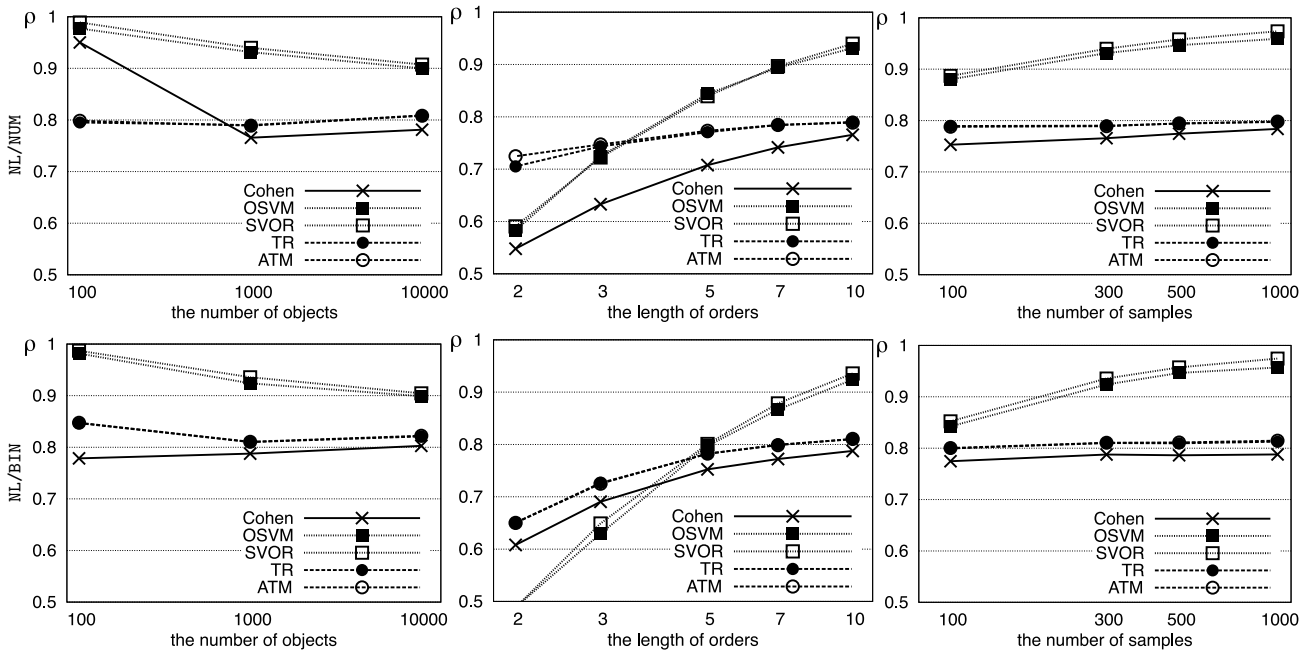 NL/NUM
ρ
1
0.9
0.8
0.7
0.6
0.5
Cohen
OSVM
SVOR
TR
ATM
100 1000 10000
the number of objects
ρ
1
0.9
0.8
0.7
0.6
0.5
Cohen
OSVM
SVOR
TR
ATM
2 3 5 7 10
the length of orders
ρ
1
0.9
0.8
0.7
0.6
0.5
Cohen
OSVM
SVOR
TR
ATM
100 300 500 1000
the number of samples
NL/BIN
ρ
1
0.9
0.8
0.7
0.6
0.5
Cohen
OSVM
SVOR
TR
ATM
100 1000 10000
the number of objects
ρ
1
0.9
0.8
0.7
0.6
0.5
Cohen
OSVM
SVOR
TR
ATM
2 3 5 7 10
the length of orders
ρ
1
0.9
0.8
0.7
0.6
0.5
Cohen
OSVM
SVOR
TR
ATM
100 300 500 1000
the number of samples